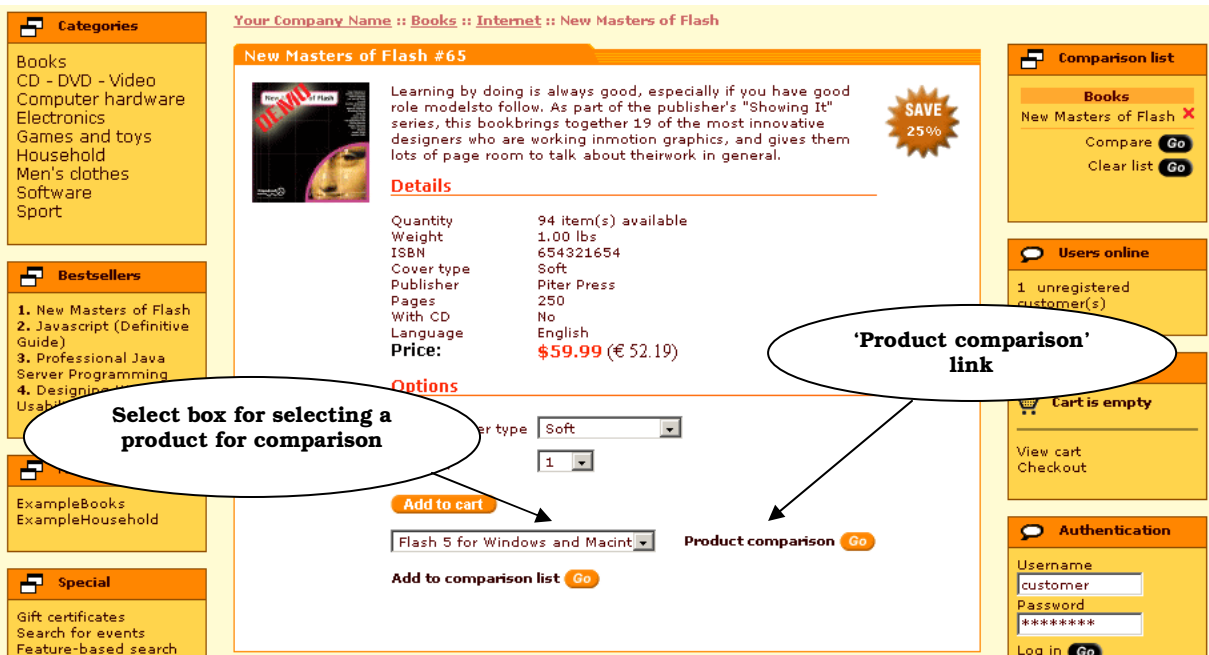 Categories
Books
CD - DVD - Video
Computer hardware
Electronics
Games and toys
Household
Men's clothes
Software
Sport
Bestsellers
1. New Masters of Flash
2. Javascript (Definitive
Guide)
3. Professional Java
Server Programming
4. Designing
ExampleBooks
ExampleHousehold
Special
Gift certificates
Search for events
Feature-based search
Your Company Name :: Books :: Internet :: New Masters of Flash
New Masters of Flash #65
DEMO
Learning by doing is always good, especially if you have good
role modelsto follow. As part of the publisher's "Showing It"
series, this bookbrings together 19 of the most innovative
designers who are working inmotion graphics, and gives them
lots of page room to talk about theirwork in general.
SAVE
25%
Details
Quantity 94 item(s) available
Weight 1.00 lbs
ISBN 654321654
Cover type Soft
Publisher Piter Press
Pages 250
With CD No
Language English
Price: $59.99 (€ 52.19)
Options
type Soft
1
Add to cart
Flash 5 for Windows and Macint
Product comparison Go
Add to comparison list Go
Select box for selecting a
product for comparison
‘Product comparison’
link
Comparison list
Books
New Masters of Flash
Compare Go
Clear list Go
Users online
1 unregistered
customer(s)
Cart is empty
View cart
Checkout
Authentication
Username
customer
Password
********
Log in Go